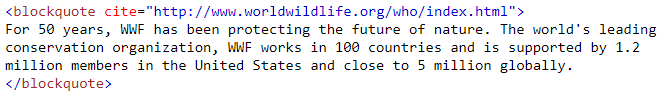 <blockquote cite="http://www.worldwildlife.org/who/index.html">
For 50 years, WWF has been protecting the future of nature. The world's leading
conservation organization, WWF works in 100 countries and is supported by 1.2
million members in the United States and close to 5 million globally.
</blockquote>